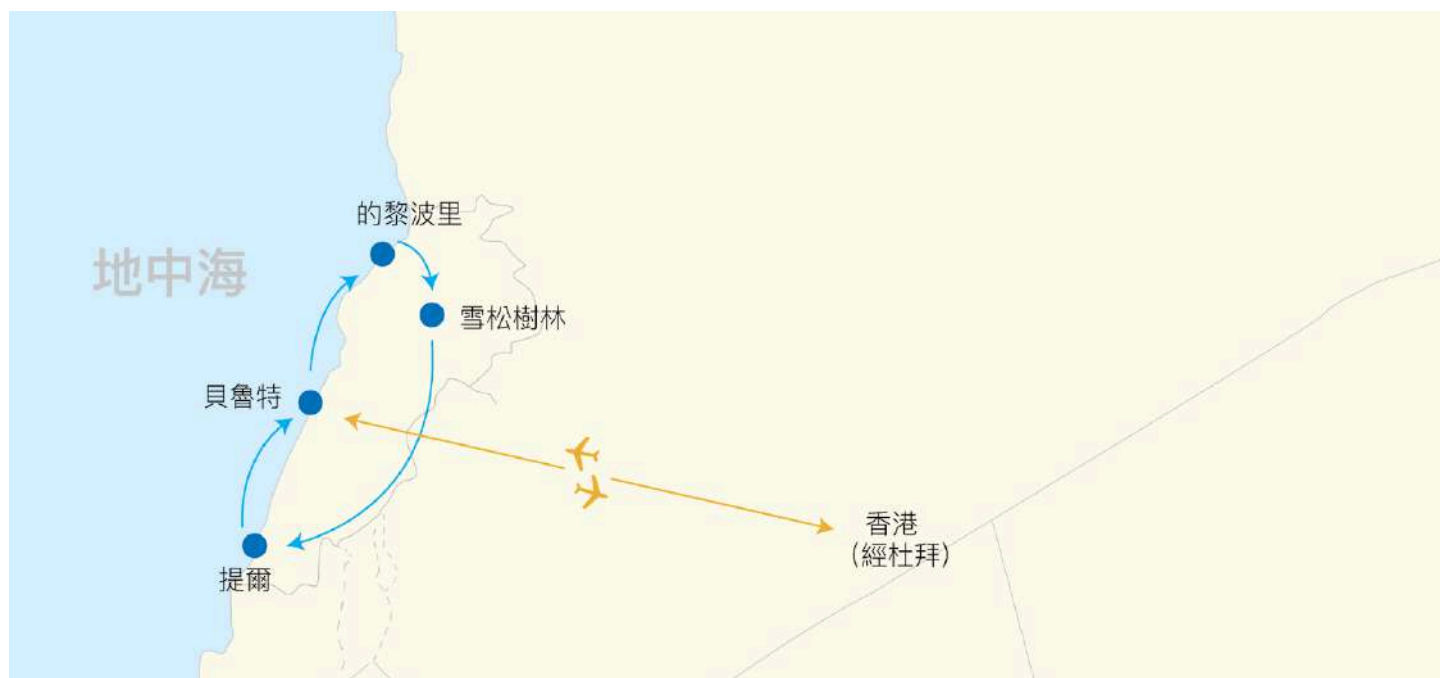 的黎波里
地中海
雪松樹林
貝魯特
香港
（經杜拜）
提爾